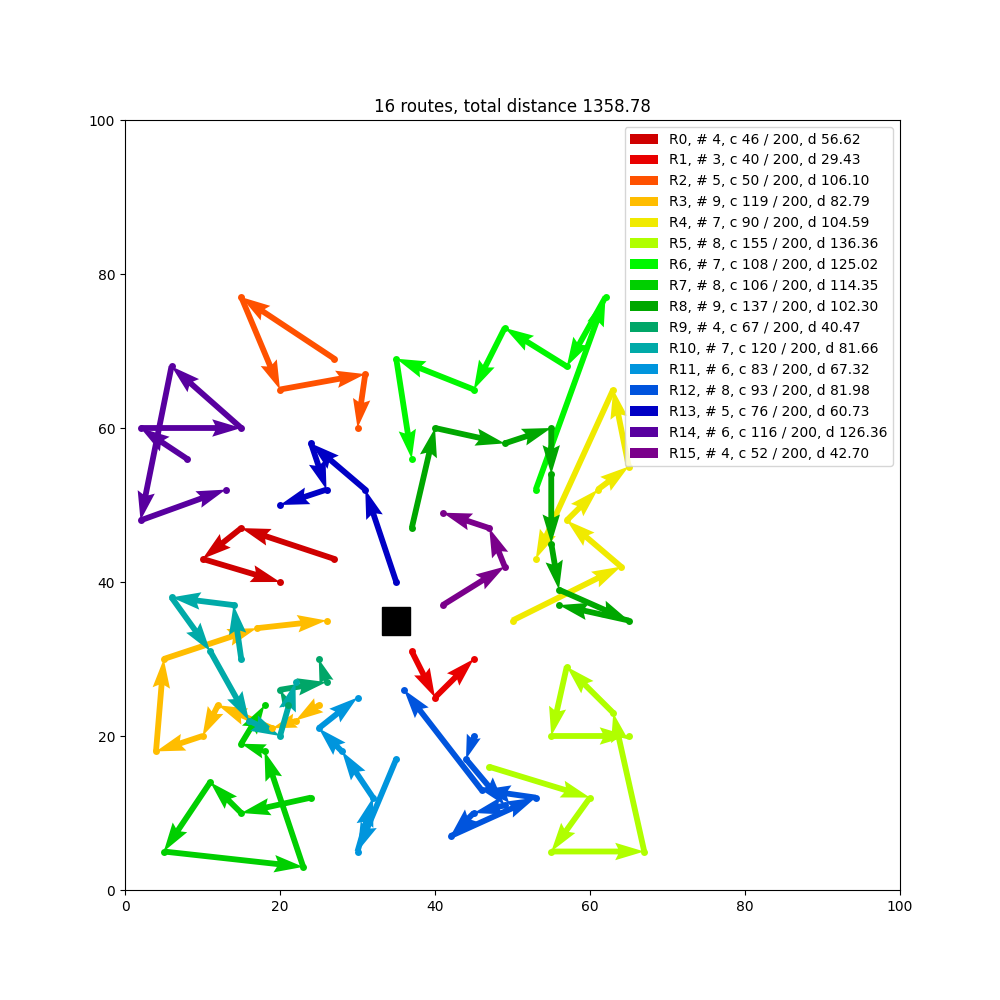 16 routes, total distance 1358.78
100
80
60
40
20
0
0 20 40 60 80 100
R0, # 4, c 46 / 200, d 56.62
R1, # 3, c 40 / 200, d 29.43
R2, # 5, c 50 / 200, d 106.10
R3, # 9, c 119 / 200, d 82.79
R4, # 7, c 90 / 200, d 104.59
R5, # 8, c 155 / 200, d 136.36
R6, # 7, c 108 / 200, d 125.02
R7, # 8, c 106 / 200, d 114.35
R8, # 9, c 137 / 200, d 102.30
R9, # 4, c 67 / 200, d 40.47
R10, # 7, c 120 / 200, d 81.66
R11, # 6, c 83 / 200, d 67.32
R12, # 8, c 93 / 200, d 81.98
R13, # 5, c 76 / 200, d 60.73
R14, # 6, c 116 / 200, d 126.36
R15, # 4, c 52 / 200, d 42.70